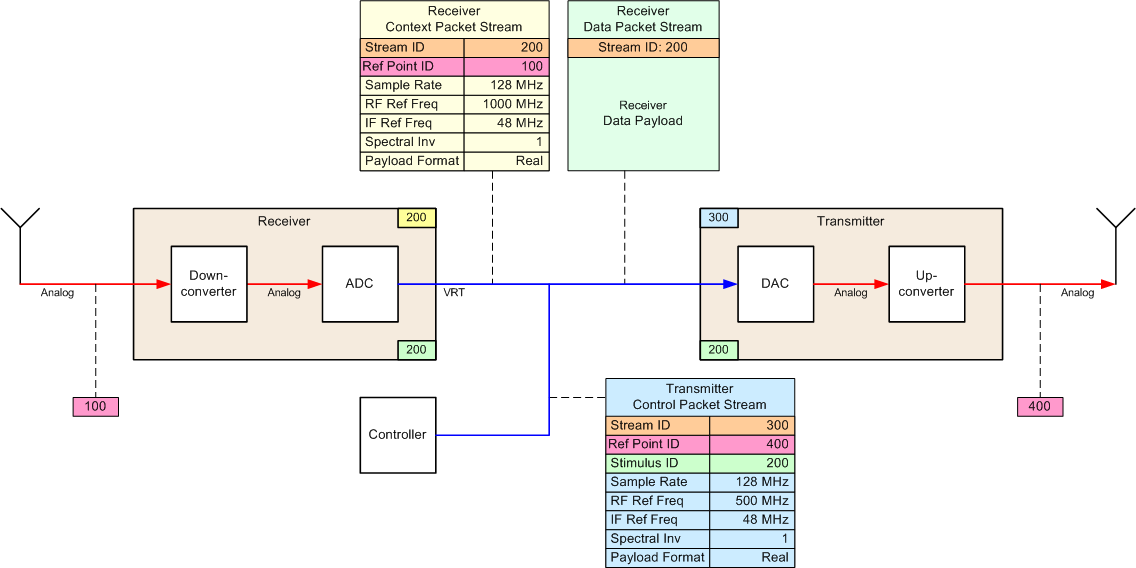 Receiver
Context Packet Stream
Stream ID 200
Ref Point ID 100
Sample Rate 128 MHz
RF Ref Freq 1000 MHz
IF Ref Freq 48 MHz
Spectral Inv 1
Payload Format Real
Receiver
Data Packet Stream
Stream ID: 200
Receiver
Data Payload
Receiver
200
Down-
converter
ADC
Analog
Analog
VRT
200
100
300
Transmitter
DAC
Up-
converter
Analog
Analog
200
400
Controller
Transmitter
Control Packet Stream
Stream ID 300
Ref Point ID 400
Stimulus ID 200
Sample Rate 128 MHz
RF Ref Freq 500 MHz
IF Ref Freq 48 MHz
Spectral Inv 1
Payload Format Real